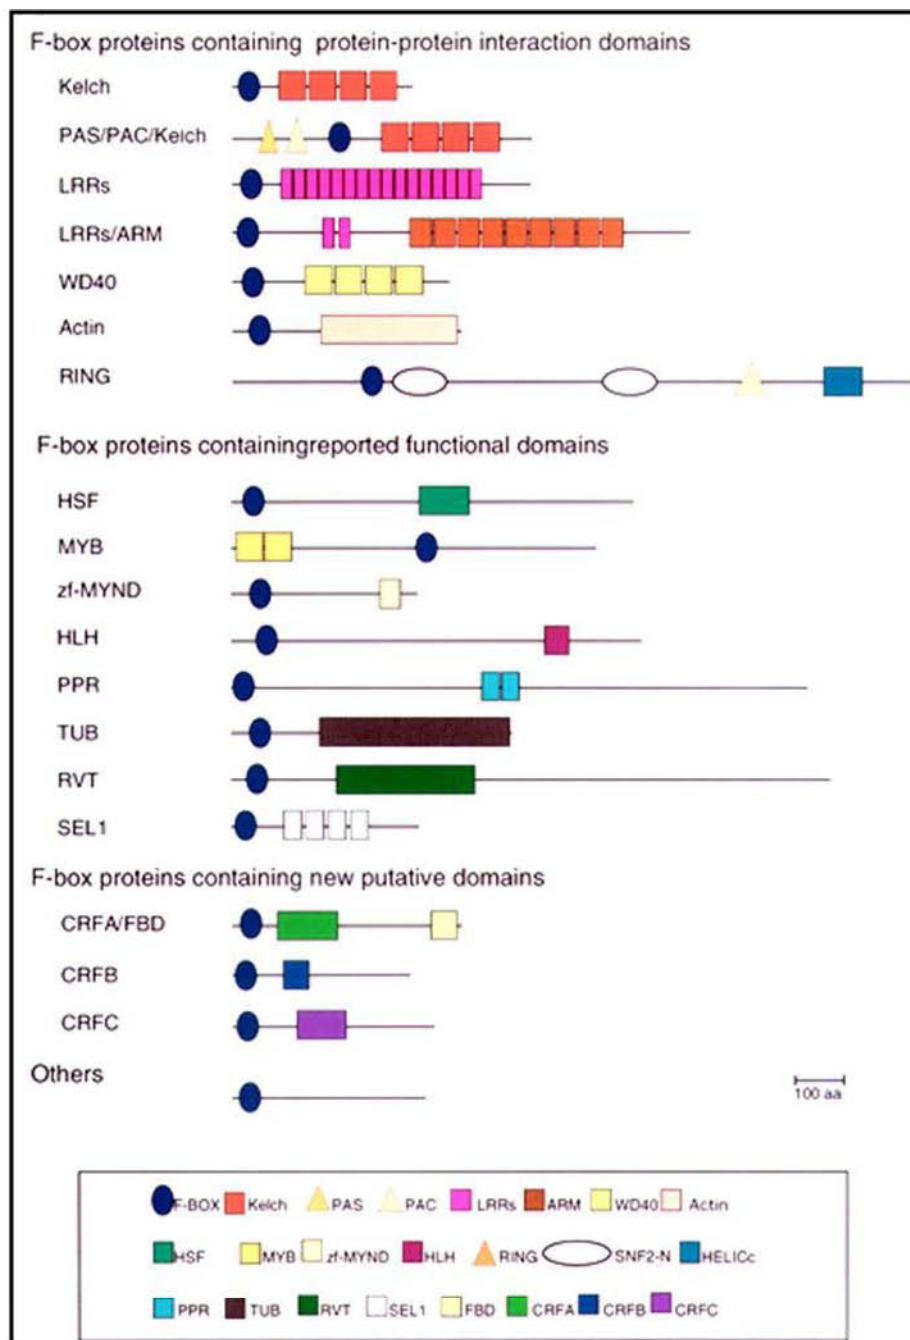 F-box proteins containing protein-protein interaction domains
Kelch
PAS/PAC/Kelch
LRRs
LRRs/ARM
WD40
Actin
RING
F-box proteins containingreported functional domains
HSF
MYB
zf-MYND
HLH
PPR
TUB
RVT
SEL1
F-box proteins containing new putative domains
CRFA/FBD
CRFB
CRFC
Others
100 aa
F-BOX Kelch PAS PAC LRRs ARM WD40 Actin
HSF MYB zf-MYND HLH RING SNF2-N HELICc
PPR TUB RVT SEL1 FBD CRFA CRFB CRFC